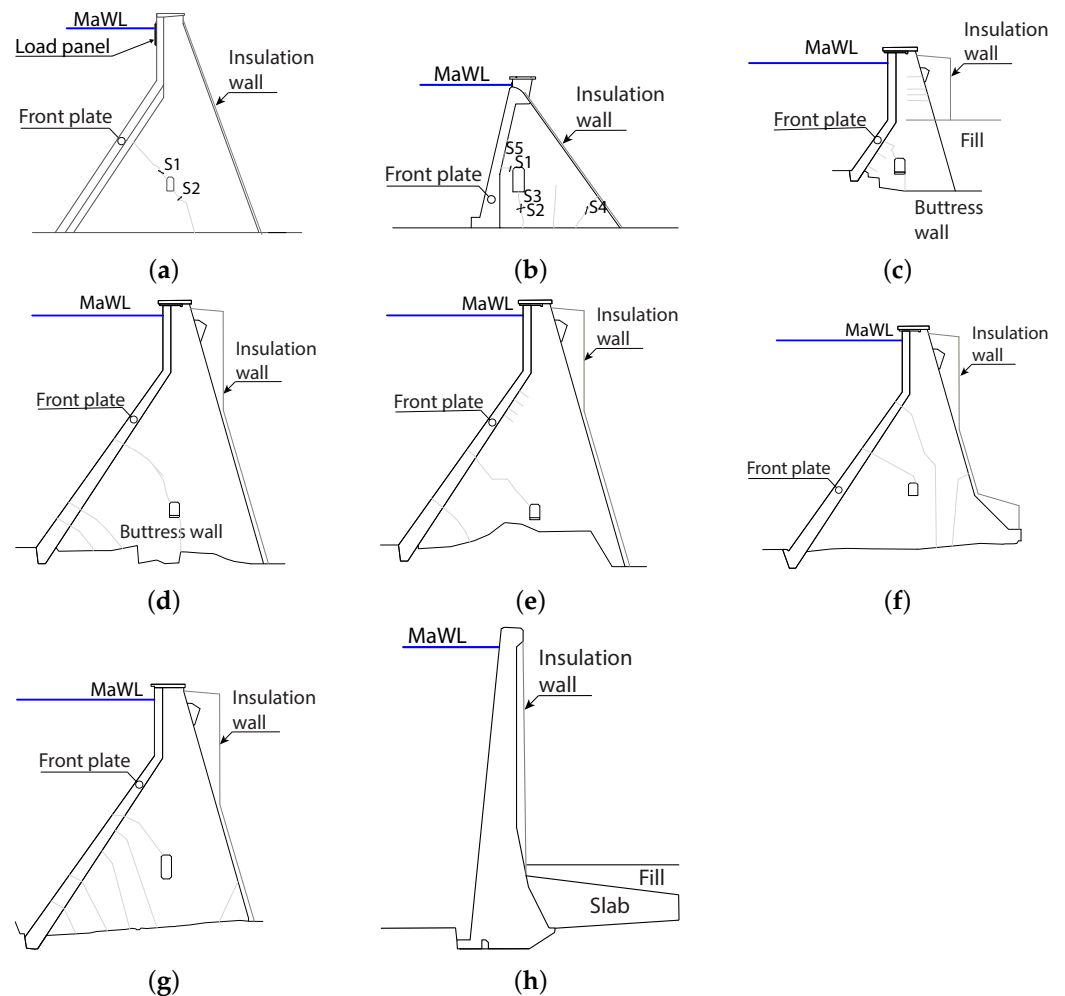 MaWL
Load panel
Insulation
wall
Front plate
S1
S2
(a)
MaWL
Insulation
wall
S5
S1
Front plate
S3
S2
S4
(b)
MaWL
Insulation
wall
Front plate
Fill
Buttress
wall
(c)
MaWL
Insulation
wall
Front plate
Buttress wall
(d)
MaWL
Insulation
wall
Front plate
(e)
MaWL
Insulation
wall
Front plate
(f)
MaWL
Insulation
wall
Front plate
(g)
MaWL
Insulation
wall
Fill
Slab
(h)